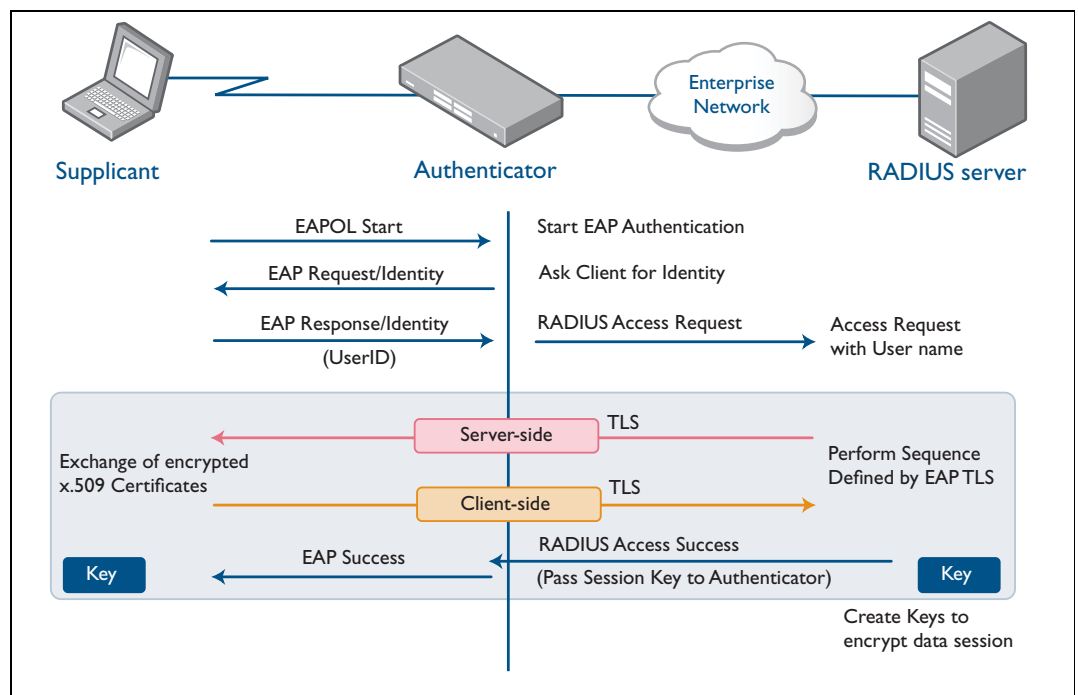 Enterprise
Network
Supplicant
Authenticator
RADIUS server
EAPOL Start
Start EAP Authentication
EAP Request/Identity
Ask Client for Identity
EAP Response/Identity
(UserID)
RADIUS Access Request
Access Request
with User name
Server-side
TLS
Exchange of encrypted
x.509 Certificates
Perform Sequence
Defined by EAP TLS
Client-side
TLS
EAP Success
RADIUS Access Success
(Pass Session Key to Authenticator)
Key
Key
Create Keys to
encrypt data session